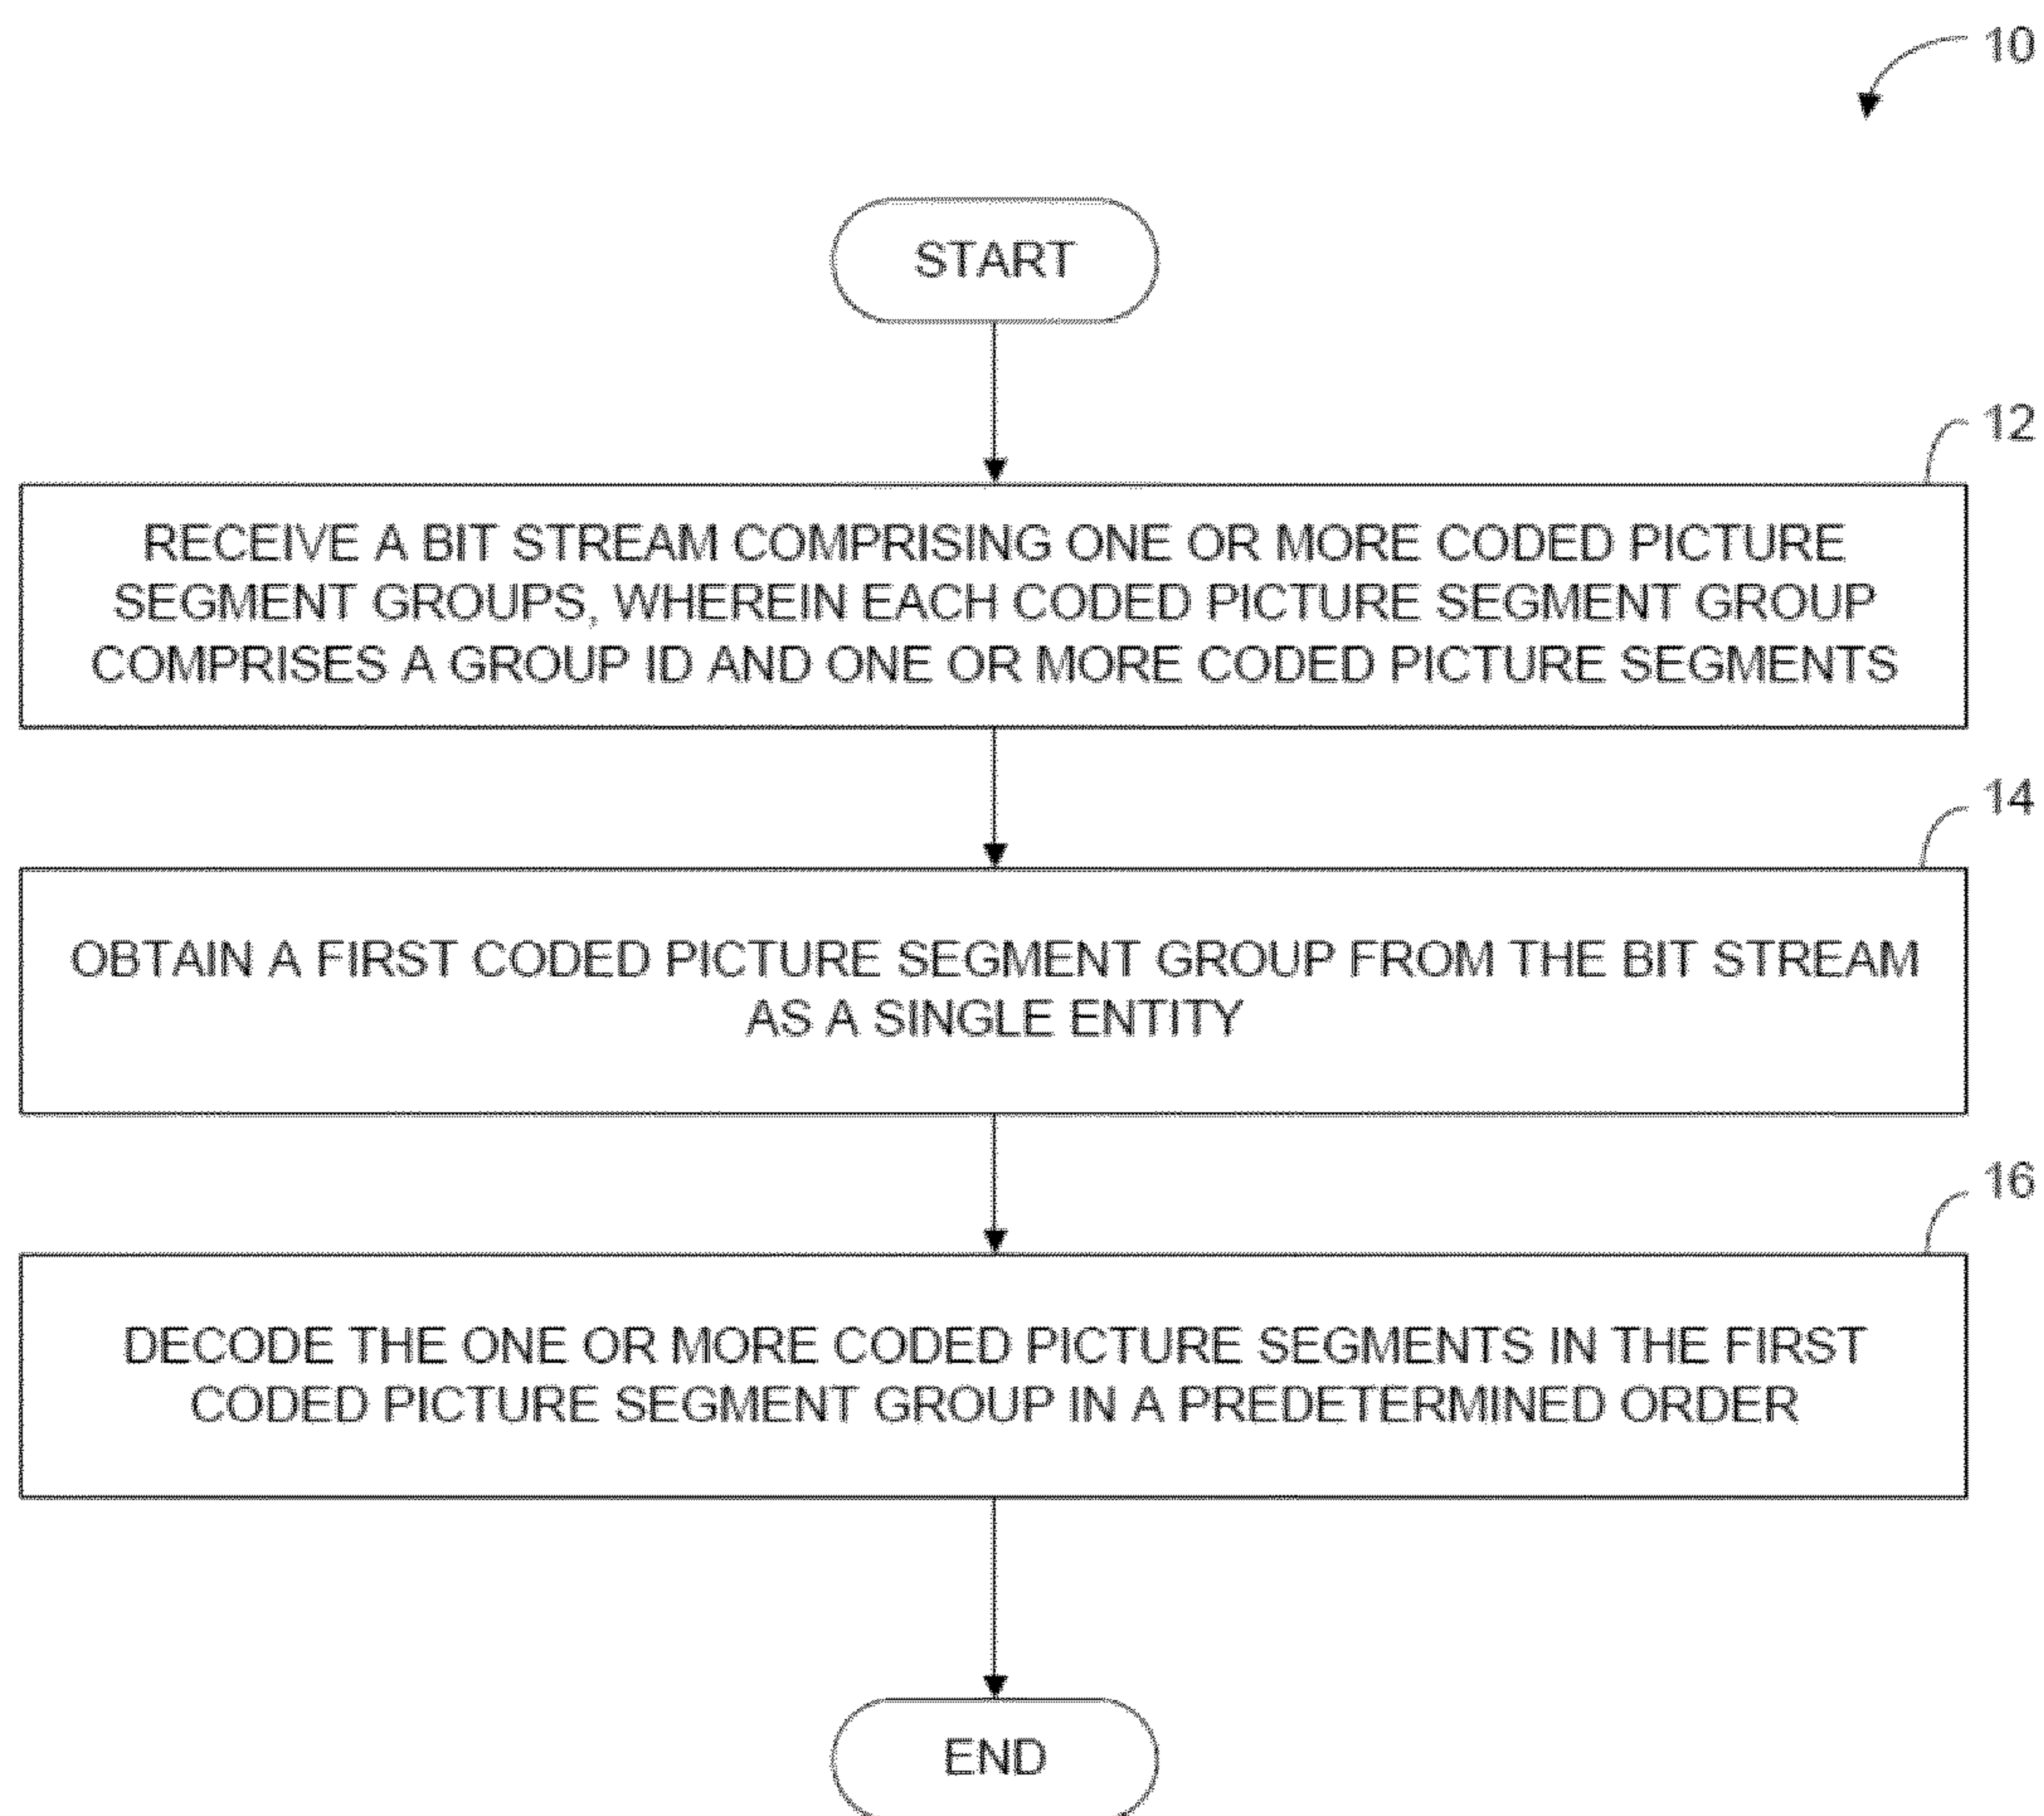 10
START
12
RECEIVE A BIT STREAM COMPRISING ONE OR MORE CODED PICTURE
SEGMENT GROUPS, WHEREIN EACH CODED PICTURE SEGMENT GROUP
COMPRISES A GROUP ID AND ONE OR MORE CODED PICTURE SEGMENTS
14
OBTAIN A FIRST CODED PICTURE SEGMENT GROUP FROM THE BIT STREAM
AS A SINGLE ENTITY
16
DECODE THE ONE OR MORE CODED PICTURE SEGMENTS IN THE FIRST
CODED PICTURE SEGMENT GROUP IN A PREDETERMINED ORDER
END